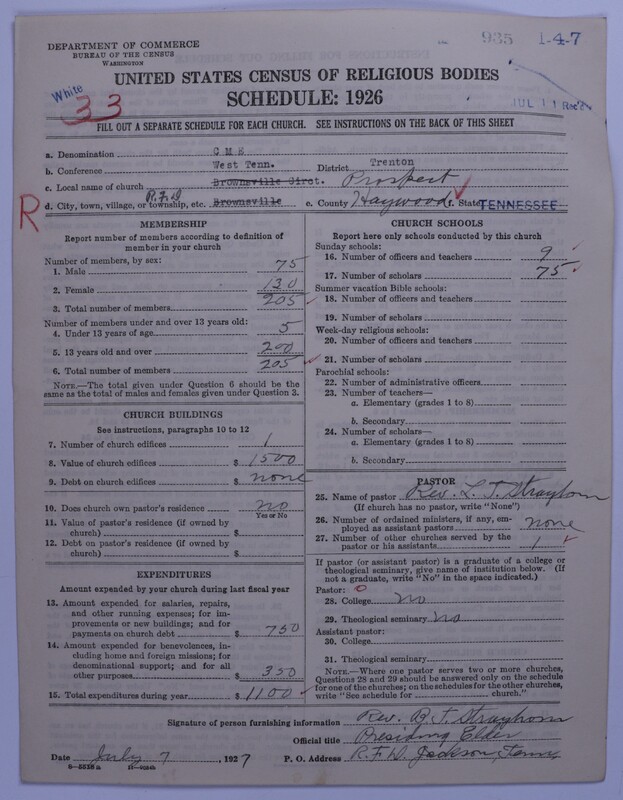 DEPARTMENT OF COMMERCE
BUREAU OF THE CENSUS
WASHINGTON
935 1-4-7
UNITED STATES CENSUS OF RELIGIOUS BODIES
SCHEDULE: 1926
White
33
JUL 11 Rec'd
FILL OUT A SEPARATE SCHEDULE FOR EACH CHURCH. SEE INSTRUCTIONS ON THE BACK OF THIS SHEET
a. Denomination C M E
b. Conference West Tenn. District Trenton
c. Local name of church Brownsville Circt. Prospect
d. City, town, village, or township, etc. R.F.D Brownsville e. County Haywood f. State TENNESSEE
R
MEMBERSHIP
Report number of members according to definition of member in your church
Number of members, by sex:
1. Male 75
2. Female 130
3. Total number of members 205
Number of members under and over 13 years old:
4. Under 13 years of age 5
5. 13 years old and over 200
6. Total number of members 205
NOTE.—The total given under Question 6 should be the same as the total of males and females given under Question 3.
CHURCH BUILDINGS
See instructions, paragraphs 10 to 12
7. Number of church edifices 1
8. Value of church edifices $ 1500
9. Debt on church edifices $ none
10. Does church own pastor's residence no
Yes or No
11. Value of pastor's residence (if owned by church) $
12. Debt on pastor's residence (if owned by church) $
EXPENDITURES
Amount expended by your church during last fiscal year
13. Amount expended for salaries, repairs, and other running expenses; for improvements or new buildings; and for payments on church debt $ 750
14. Amount expended for benevolences, including home and foreign missions; for denominational support; and for all other purposes $ 350
15. Total expenditures during year $ 1100
CHURCH SCHOOLS
Report here only schools conducted by this church
Sunday schools:
16. Number of officers and teachers 9
17. Number of scholars 75
Summer vacation Bible schools:
18. Number of officers and teachers
19. Number of scholars
Week-day religious schools:
20. Number of officers and teachers
21. Number of scholars
Parochial schools:
22. Number of administrative officers
23. Number of teachers—
a. Elementary (grades 1 to 8)
b. Secondary
24. Number of scholars—
a. Elementary (grades 1 to 8)
b. Secondary
PASTOR
25. Name of pastor Rev. L. T. Strayhorn
(If church has no pastor, write "None")
26. Number of ordained ministers, if any, employed as assistant pastors none
27. Number of other churches served by the pastor or his assistants 1
If pastor (or assistant pastor) is a graduate of a college or theological seminary, give name of institution below. (If not a graduate, write "No" in the space indicated.)
Pastor: 0
28. College no
29. Theological seminary no
Assistant pastor:
30. College
31. Theological seminary
NOTE.—Where one pastor serves two or more churches, Questions 28 and 29 should be answered only on the schedule for one of the churches; on the schedules for the other churches, write "See schedule for church."
Signature of person furnishing information Rev. B. T. Strayhorn
Official title Presiding Elder
Date July 7, 1927 P. O. Address R.F.D. Jackson, Tenn,